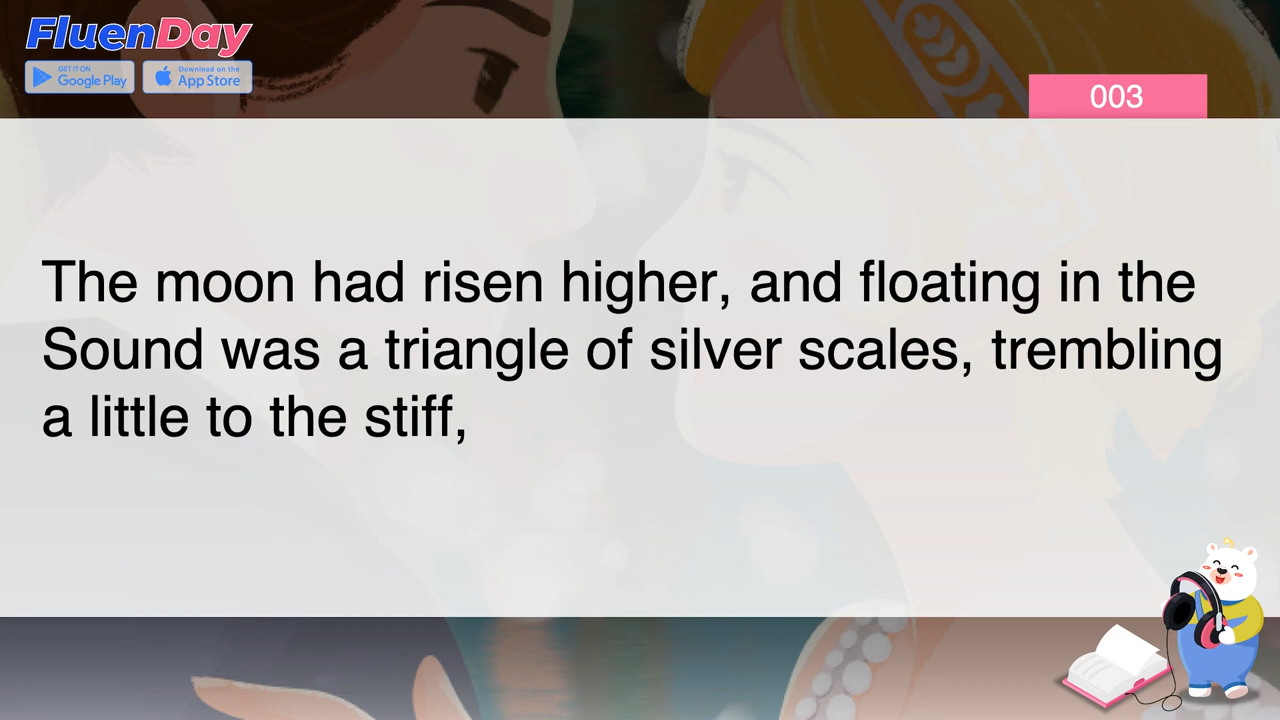 FluenDay
GET IT ON
Google Play
Download on the
App Store
003
The moon had risen higher, and floating in the
Sound was a triangle of silver scales, trembling
a little to the stiff,